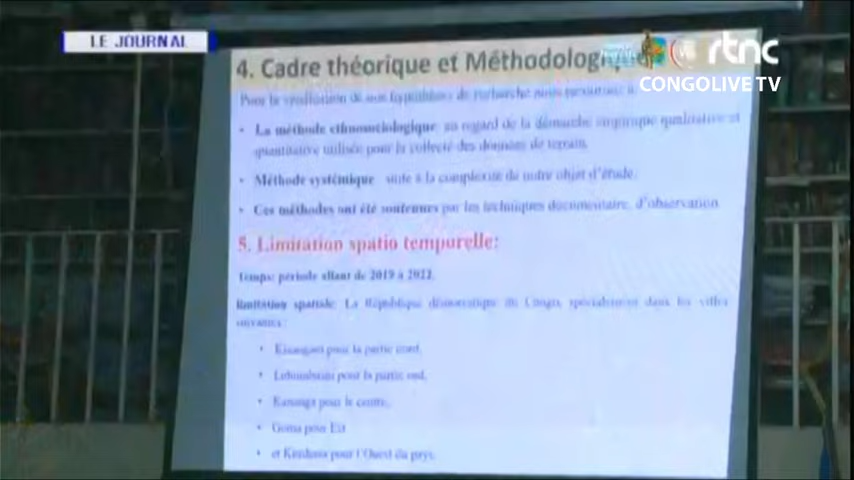 LE JOURNAL
rtnc
CONGOLIVE TV
4. Cadre théorique et Méthodologique
Pour la vérification de nos hypothèses de recherche nous
• La méthode ethnosociologique au regard de la démarche empirique qualitative et
quantitative utilisée pour la collecte des données de terrain.
• Méthode systémique suite à la complexité de notre objet d'étude.
• Ces méthodes ont été soutenues par les techniques documentaire, d'observation
5. Limitation spatio temporelle:
Temps: période allant de 2019 à 2022.
limitation spatiale: La République démocratique du Congo, spécialement dans les villes
suivantes :
• Kisangani pour la partie nord,
• Lubumbashi pour la partie sud,
• Kananga pour le centre,
• Goma pour Est
• et Kinshasa pour l'Ouest du pays.